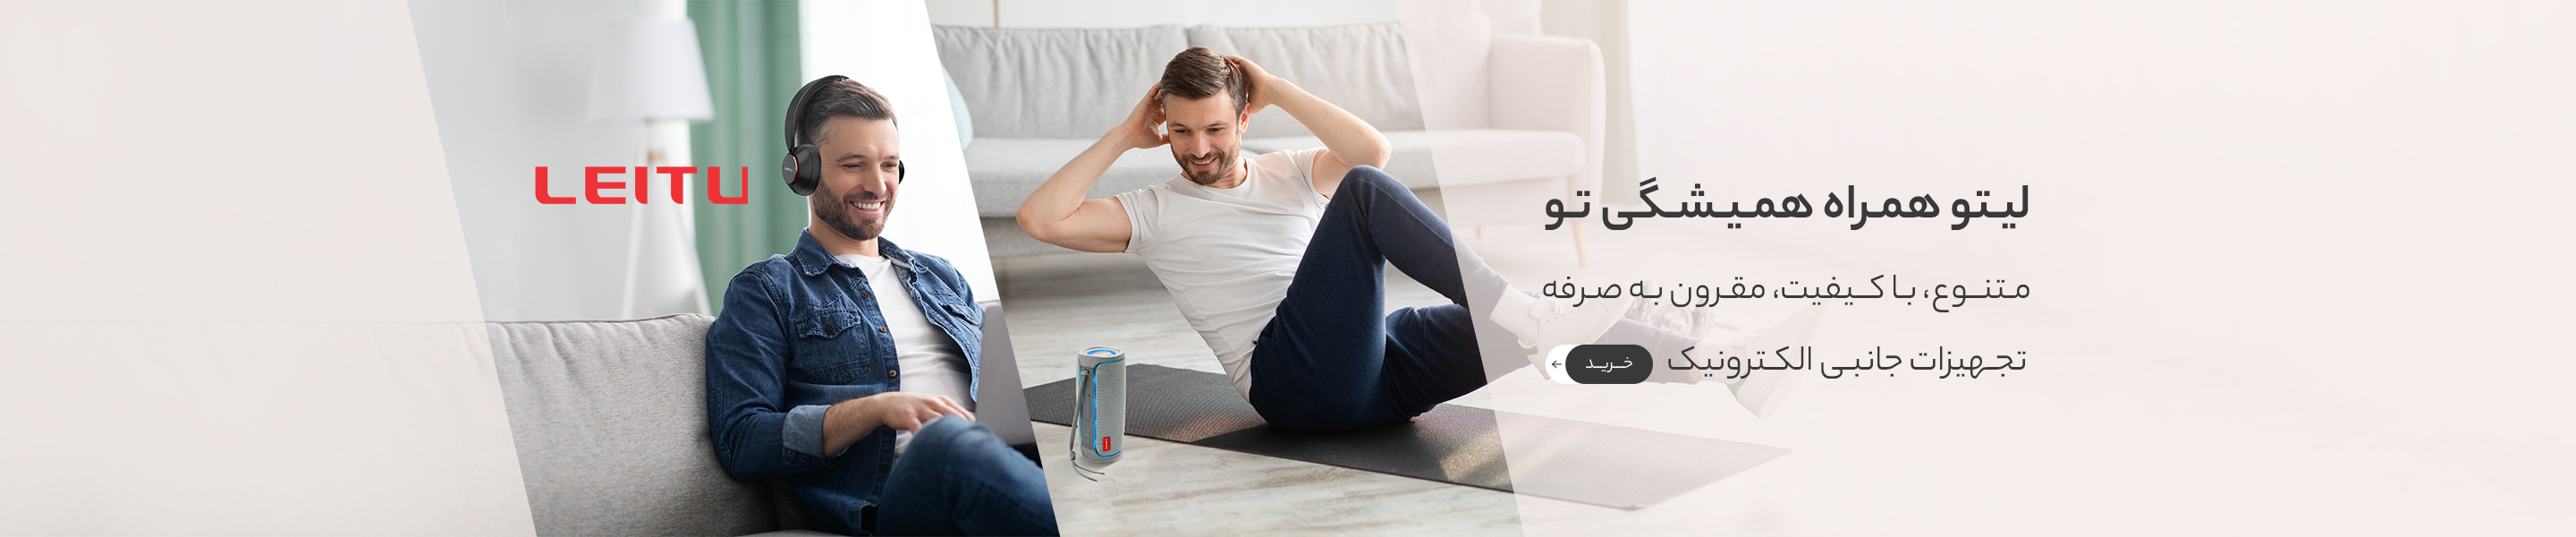 LEITU
لیتو همراه همیشگی تو
متنوع، با کیفیت، مقرون به صرفه
تجهیزات جانبی الکترونیک خرید